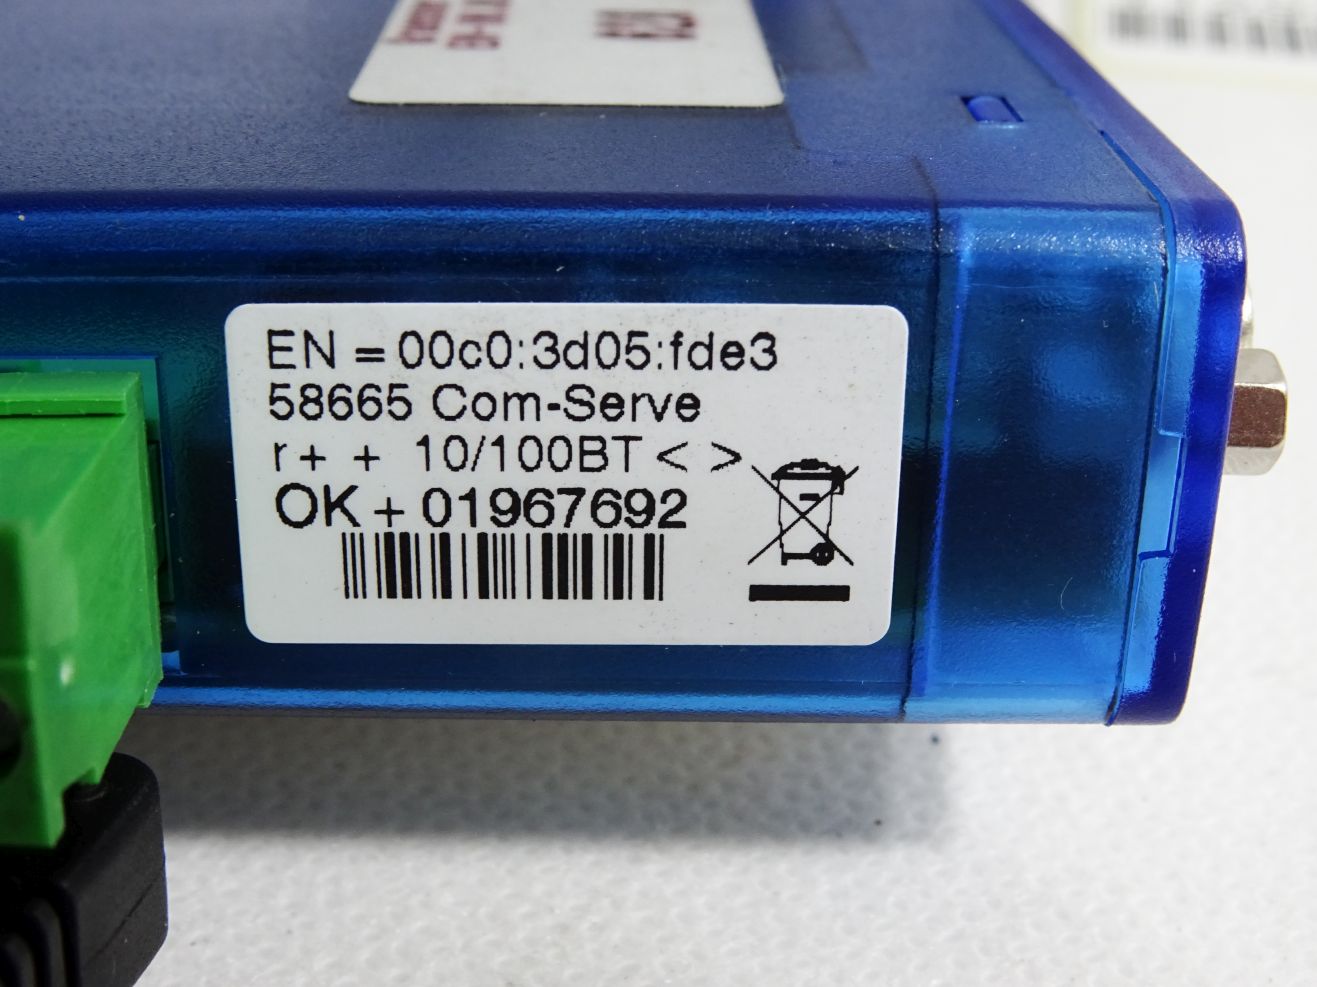 EN = 00c0:3d05:fde3
58665 Com-Serve
r + + 10/100BT < >
OK + 01967692